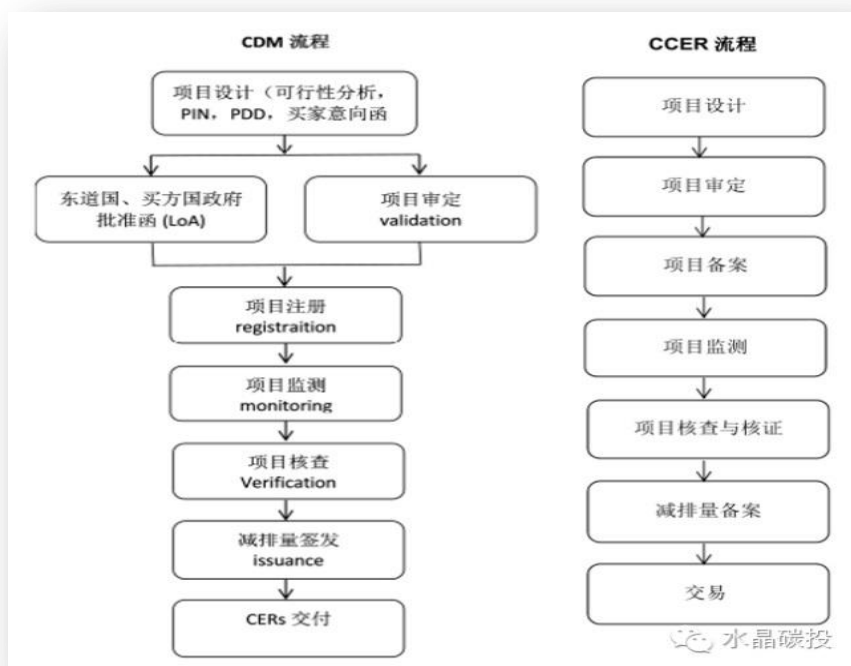 CDM 流程
项目设计（可行性分析，
PIN，PDD，买家意向函
东道国、买方国政府
批准函 (LoA)
项目审定
validation
项目注册
registraition
项目监测
monitoring
项目核查
Verification
减排量签发
issuance
CERs 交付
CCER 流程
项目设计
项目审定
项目备案
项目监测
项目核查与核证
减排量备案
交易
水晶碳投